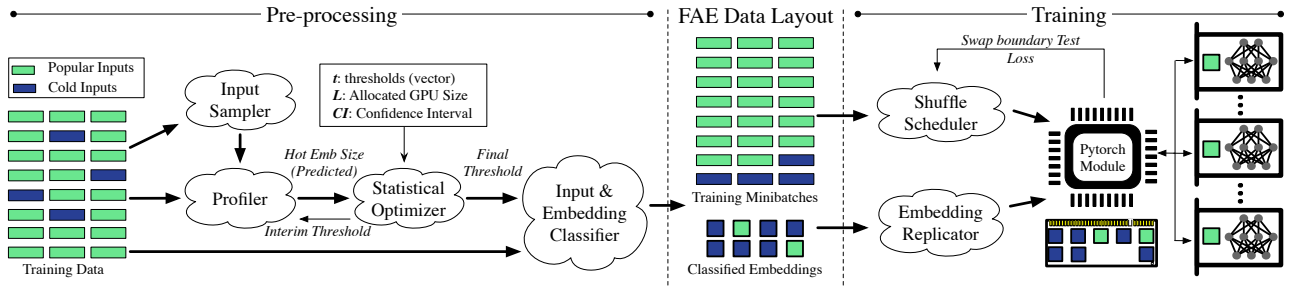 Pre-processing
FAE Data Layout
Training
Popular Inputs
Cold Inputs
Input
Sampler
t: thresholds (vector)
L: Allocated GPU Size
CI: Confidence Interval
Hot Emb Size
(Predicted)
Final
Threshold
Profiler
Statistical
Optimizer
Interim Threshold
Input &
Embedding
Classifier
Training Data
Training Minibatches
Classified Embeddings
Swap boundary Test
Loss
Shuffle
Scheduler
Embedding
Replicator
Pytorch
Module